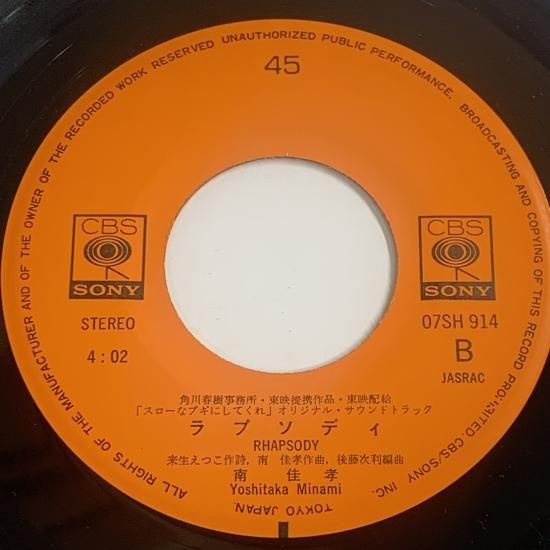 ALL RIGHTS OF THE MANUFACTURER AND OF THE OWNER OF THE RECORDED WORK RESERVED UNAUTHORIZED PUBLIC PERFORMANCE, BROADCASTING AND COPYING OF THIS RECORD PROHIBITED CBS/SONY INC.
TOKYO JAPAN.
45
CBS
SONY
CBS
SONY
STEREO
07SH 914
4:02
B
JASRAC
角川春樹事務所・東映提携作品・東映配給
「スローなブギにしてくれ」オリジナル・サウンドトラック
ラプソディ
RHAPSODY
来生えつこ作詩, 南 佳孝作曲, 後藤次利編曲
南 佳孝
Yoshitaka Minami